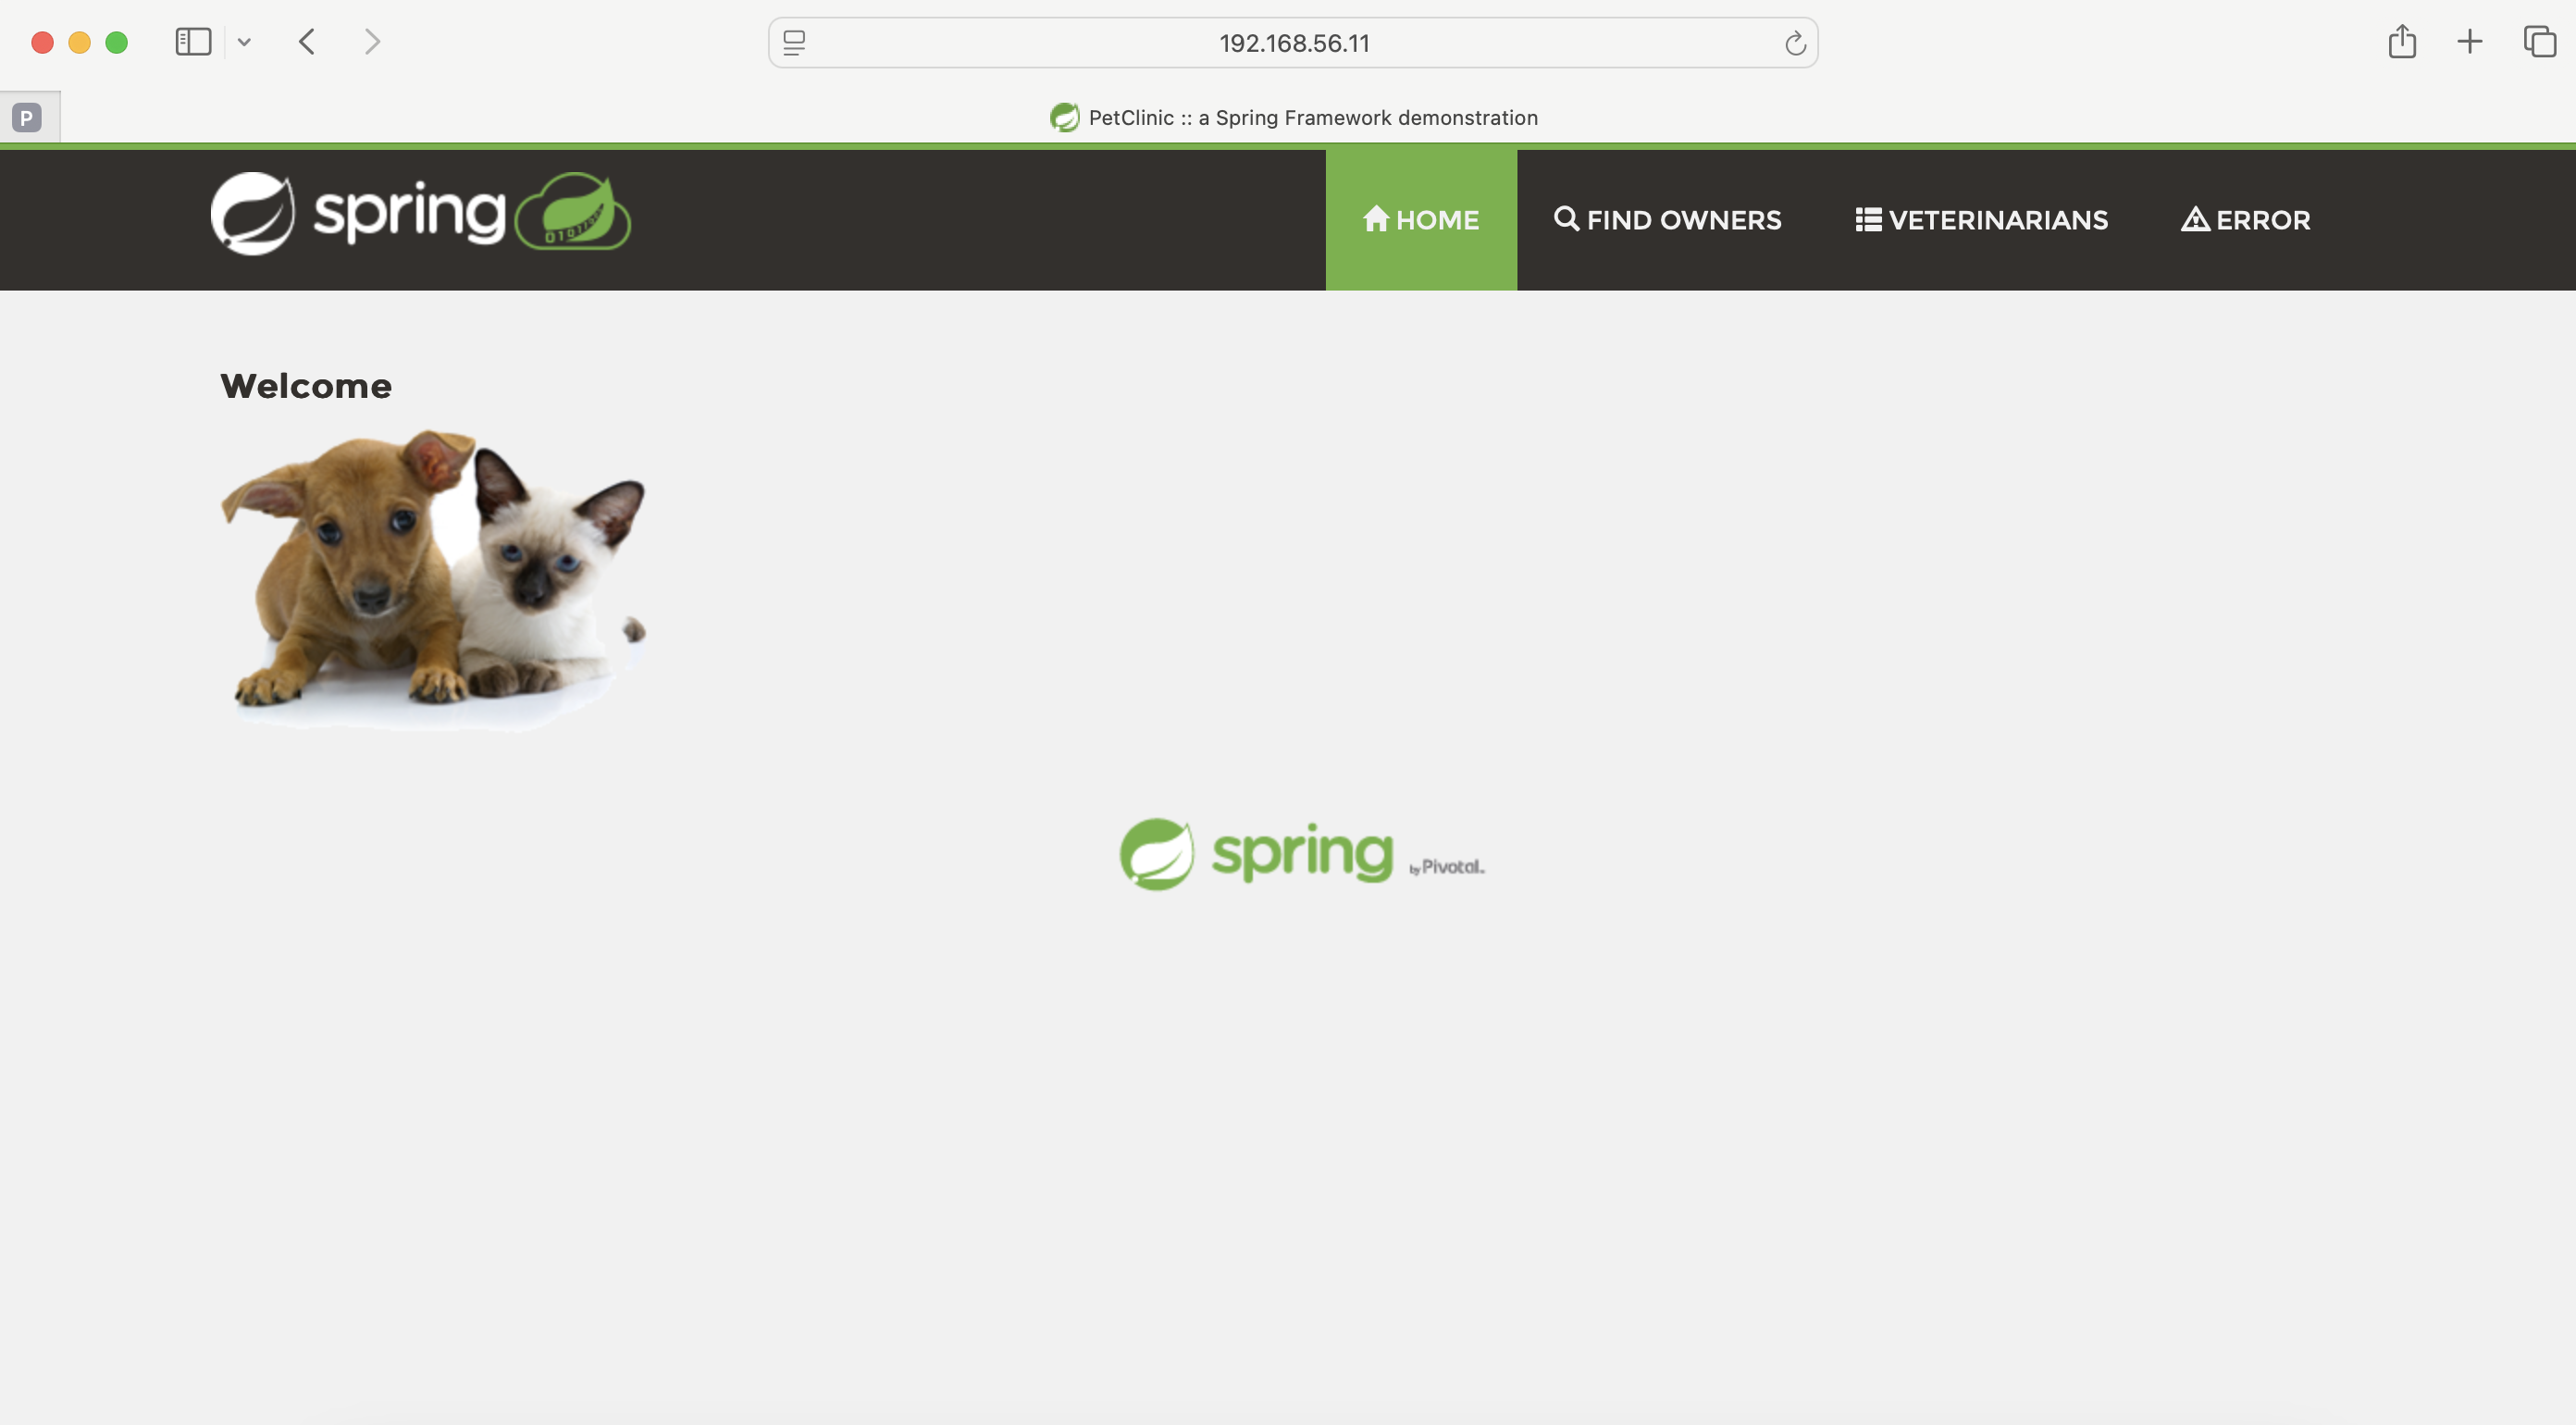 192.168.56.11
P
PetClinic :: a Spring Framework demonstration
spring
HOME
FIND OWNERS
VETERINARIANS
ERROR
Welcome
spring by Pivotal